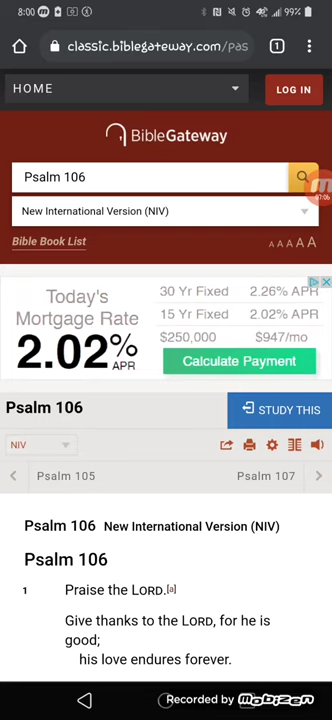 8:00 99%
classic.biblegateway.com/pas 1
HOME
LOG IN
BibleGateway
Psalm 106
07:06
New International Version (NIV)
Bible Book List
A A A A A
Today's
Mortgage Rate
2.02%
APR
30 Yr Fixed 2.26% APR
15 Yr Fixed 2.02% APR
$250,000 $947/mo
Calculate Payment
Psalm 106
STUDY THIS
NIV
Psalm 105 Psalm 107
Psalm 106 New International Version (NIV)
Psalm 106
1 Praise the LORD.[a]
Give thanks to the LORD, for he is
good;
his love endures forever.
Recorded by MOBIZEN